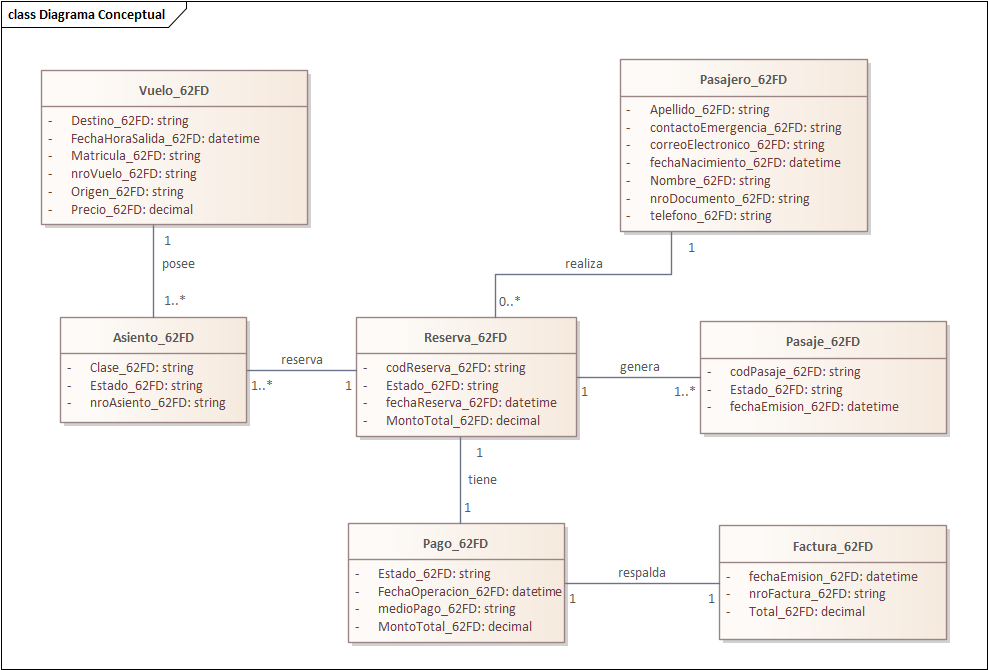 class Diagrama Conceptual
Vuelo_62FD
- Destino_62FD: string
- FechaHoraSalida_62FD: datetime
- Matricula_62FD: string
- nroVuelo_62FD: string
- Origen_62FD: string
- Precio_62FD: decimal
Pasajero_62FD
- Apellido_62FD: string
- contactoEmergencia_62FD: string
- correoElectronico_62FD: string
- fechaNacimiento_62FD: datetime
- Nombre_62FD: string
- nroDocumento_62FD: string
- telefono_62FD: string
1
posee
1..*
1
realiza
0..*
Asiento_62FD
- Clase_62FD: string
- Estado_62FD: string
- nroAsiento_62FD: string
reserva
1..*
1
Reserva_62FD
- codReserva_62FD: string
- Estado_62FD: string
- fechaReserva_62FD: datetime
- MontoTotal_62FD: decimal
genera
1
1..*
Pasaje_62FD
- codPasaje_62FD: string
- Estado_62FD: string
- fechaEmision_62FD: datetime
1
tiene
1
Pago_62FD
- Estado_62FD: string
- FechaOperacion_62FD: datetime
- medioPago_62FD: string
- MontoTotal_62FD: decimal
respalda
1
1
Factura_62FD
- fechaEmision_62FD: datetime
- nroFactura_62FD: string
- Total_62FD: decimal